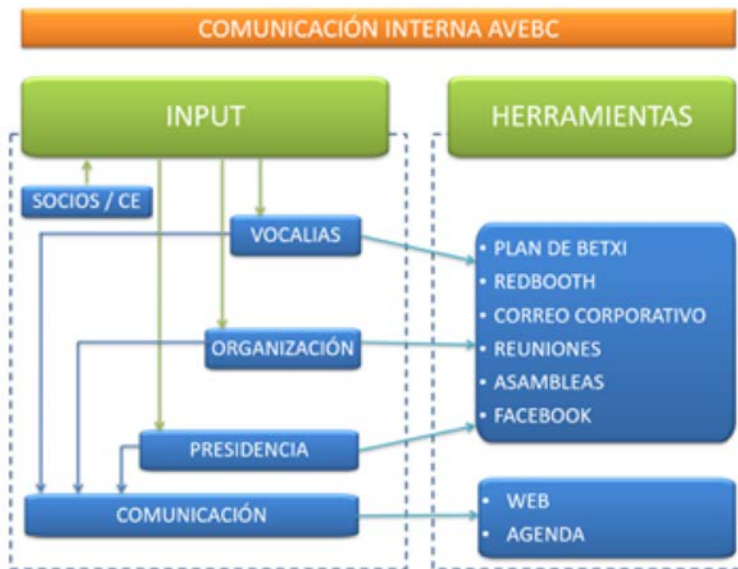 COMUNICACIÓN INTERNA AVEBC
INPUT
HERRAMIENTAS
SOCIOS / CE
VOCALIAS
ORGANIZACIÓN
PRESIDENCIA
COMUNICACIÓN
• PLAN DE BETXI
• REDBOOTH
• CORREO CORPORATIVO
• REUNIONES
• ASAMBLEAS
• FACEBOOK
• WEB
• AGENDA